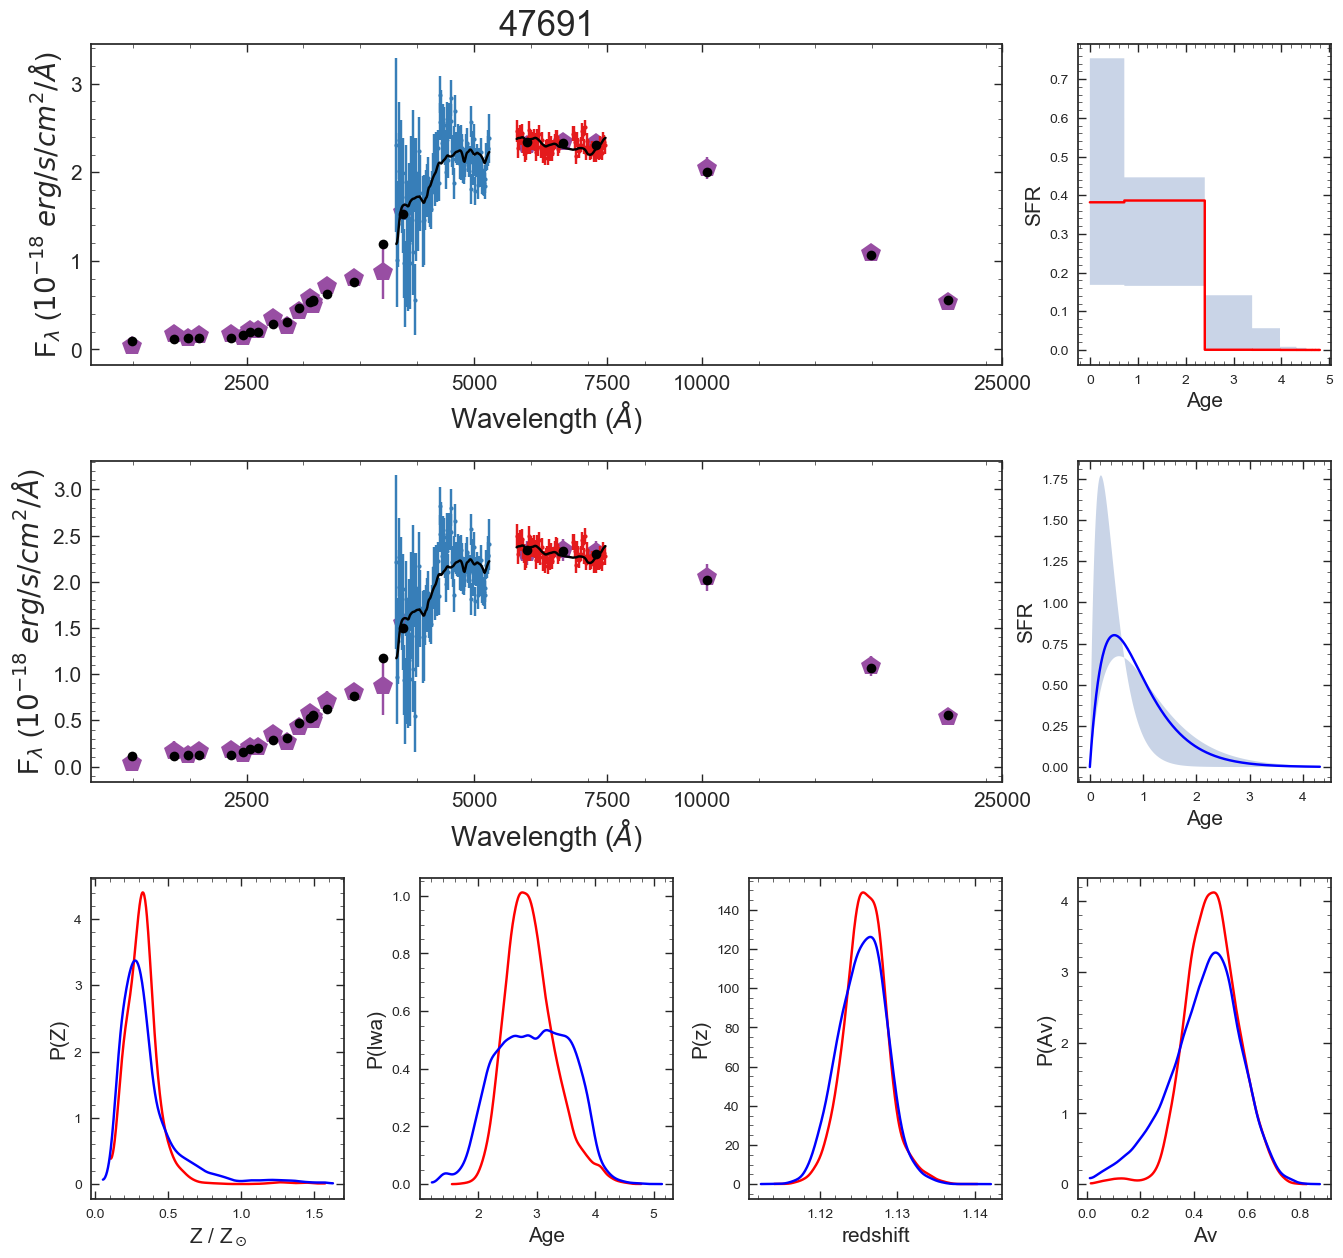 47691
F_λ (10^{-18} erg/s/cm^2/Å)
3
2
1
0
2500 5000 7500 10000 25000
Wavelength (Å)
SFR
0.7
0.6
0.5
0.4
0.3
0.2
0.1
0.0
0 1 2 3 4 5
Age
F_λ (10^{-18} erg/s/cm^2/Å)
3.0
2.5
2.0
1.5
1.0
0.5
0.0
2500 5000 7500 10000 25000
Wavelength (Å)
SFR
1.75
1.50
1.25
1.00
0.75
0.50
0.25
0.00
0 1 2 3 4
Age
P(Z)
4
3
2
1
0
0.0 0.5 1.0 1.5
Z / Z_⊙
P(lwa)
1.0
0.8
0.6
0.4
0.2
0.0
2 3 4 5
Age
P(z)
140
120
100
80
60
40
20
0
1.12 1.13 1.14
redshift
P(Av)
4
3
2
1
0
0.0 0.2 0.4 0.6 0.8
Av